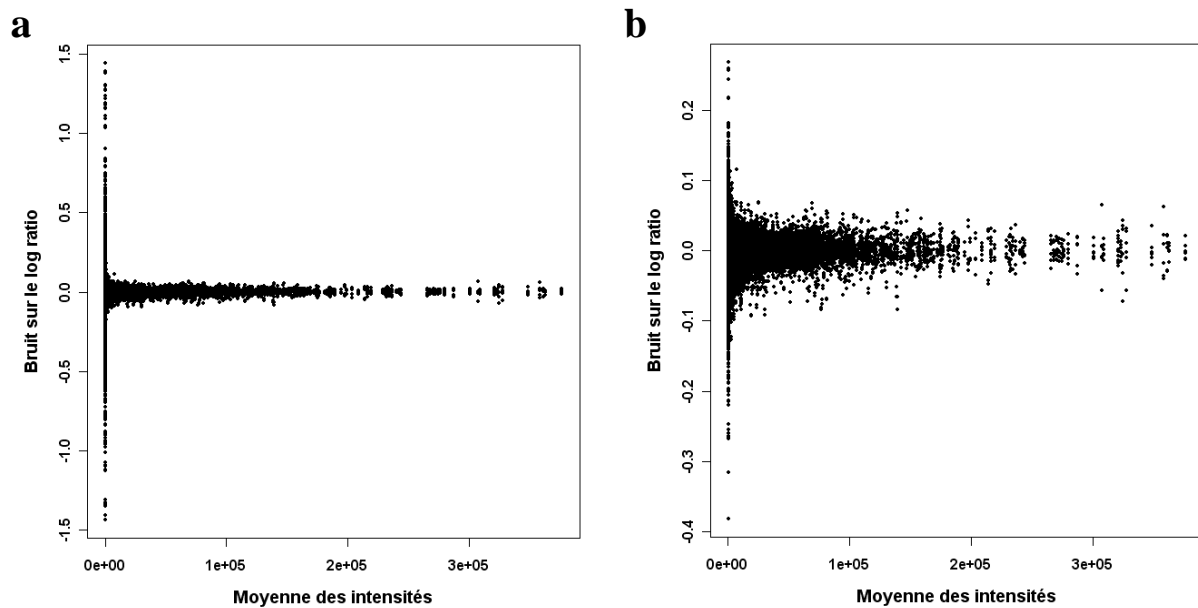 a
1.5
1.0
0.5
0.0
-0.5
-1.0
-1.5
Bruit sur le log ratio
0e+00 1e+05 2e+05 3e+05
Moyenne des intensités
b
0.2
0.1
0.0
-0.1
-0.2
-0.3
-0.4
Bruit sur le log ratio
0e+00 1e+05 2e+05 3e+05
Moyenne des intensités